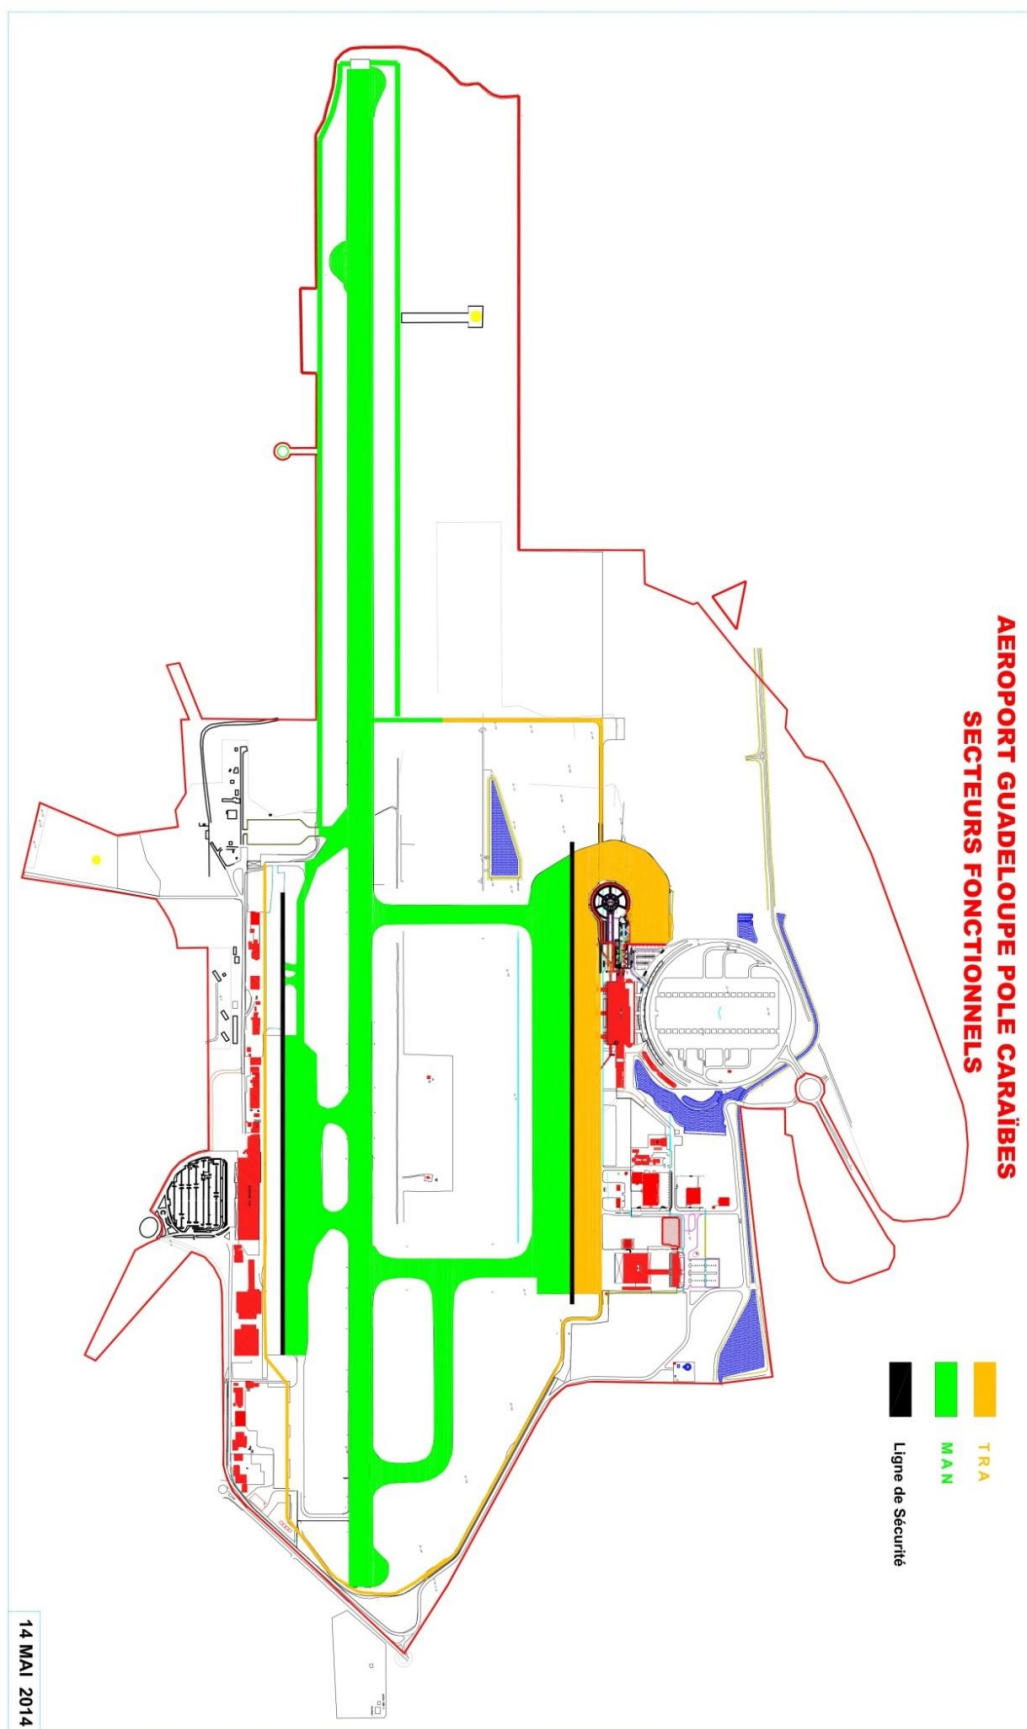 AEROPORT GUADELOUPE POLE CARAÏBES
SECTEURS FONCTIONNELS
TRA
MAN
Ligne de Sécurité
14 MAI 2014